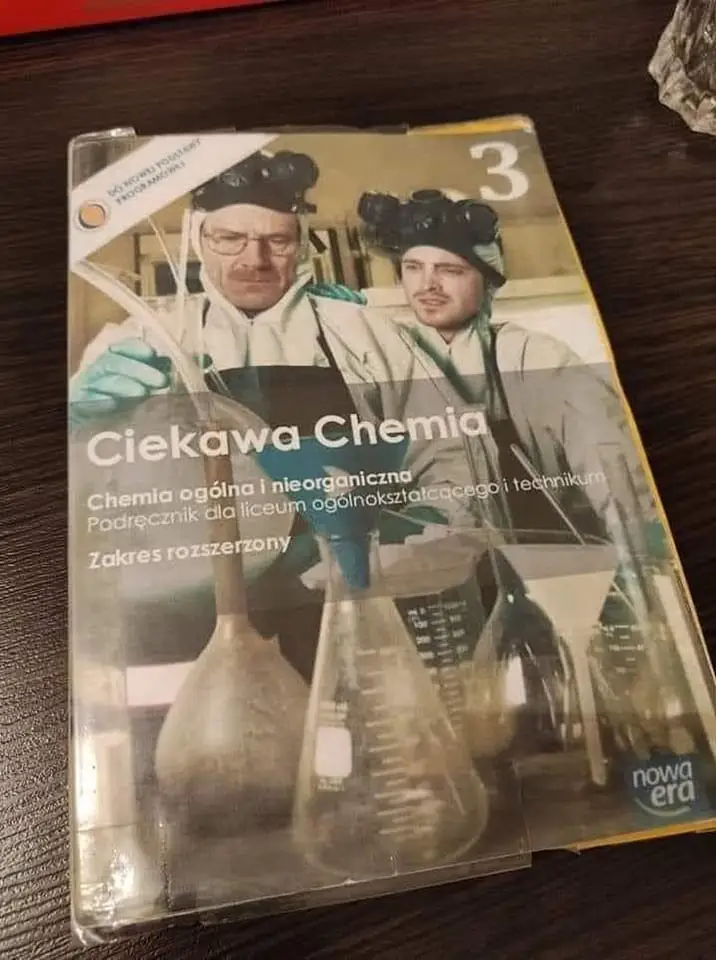 DO NOWEJ PODSTAWY
PROGRAMOWEJ
3
Ciekawa Chemia
Chemia ogólna i nieorganiczna
Podręcznik dla liceum ogólnokształcącego i technikum
Zakres rozszerzony
nowa
era